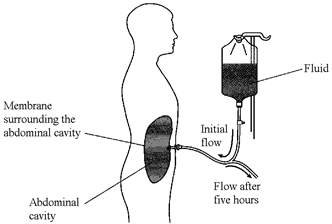 Fluid
Membrane
surrounding the
abdominal cavity
Initial
flow
Abdominal
cavity
Flow after
five hours